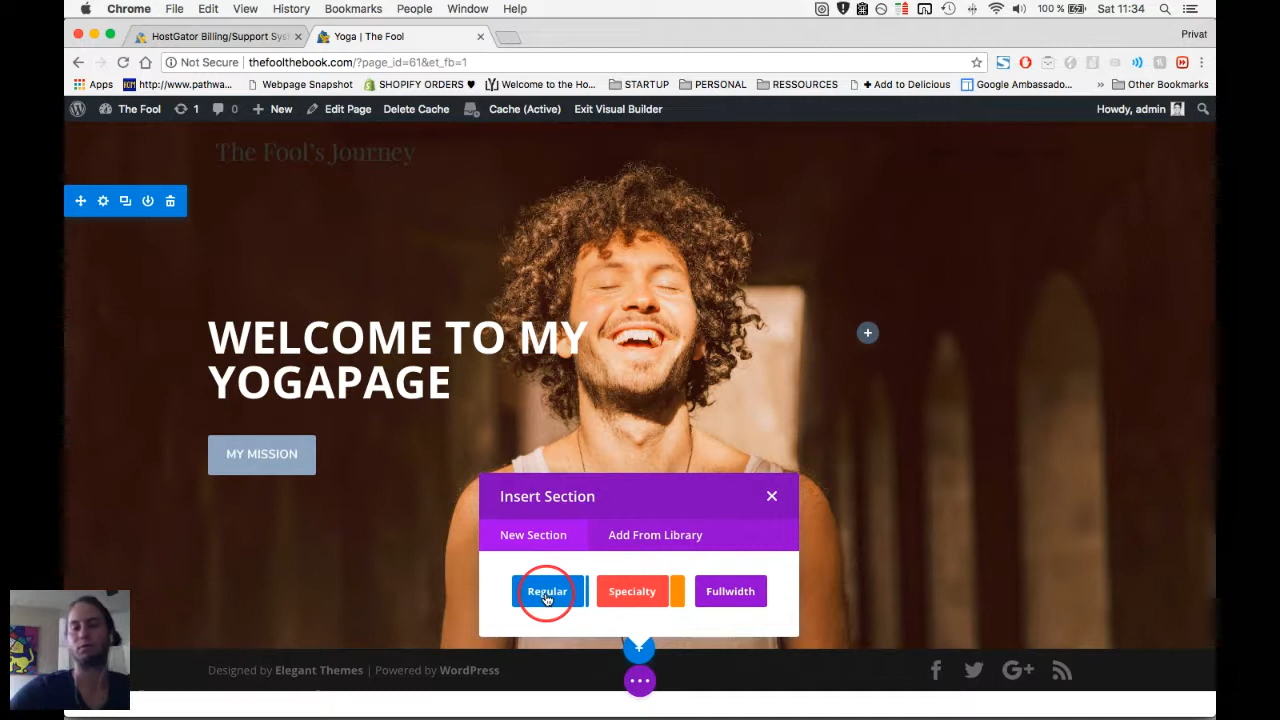 Chrome File Edit View History Bookmarks People Window Help 100 % Sat 11:34
HostGator Billing/Support Sys Yoga | The Fool Privat
Not Secure thefoolthebook.com/?page_id=61&et_fb=1
Apps http://www.pathwa... Webpage Snapshot SHOPIFY ORDERS ♥ Welcome to the Ho... STARTUP PERSONAL RESSOURCES + Add to Delicious Google Ambassado... » Other Bookmarks
The Fool 1 0 New Edit Page Delete Cache Cache (Active) Exit Visual Builder Howdy, admin
The Fool's Journey
WELCOME TO MY
YOGAPAGE
MY MISSION
Insert Section
New Section Add From Library
Regular Specialty Fullwidth
Designed by Elegant Themes | Powered by WordPress